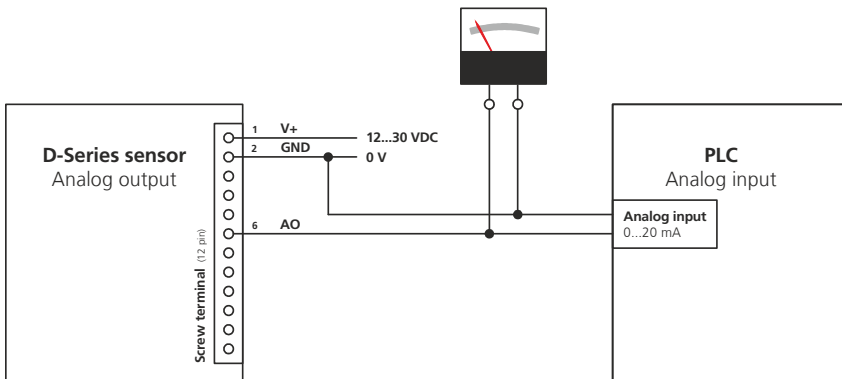 D-Series sensor
Analog output
1 V+
12...30 VDC
2 GND
0 V
6 AO
Screw terminal (12 pin)
PLC
Analog input
Analog input
0...20 mA